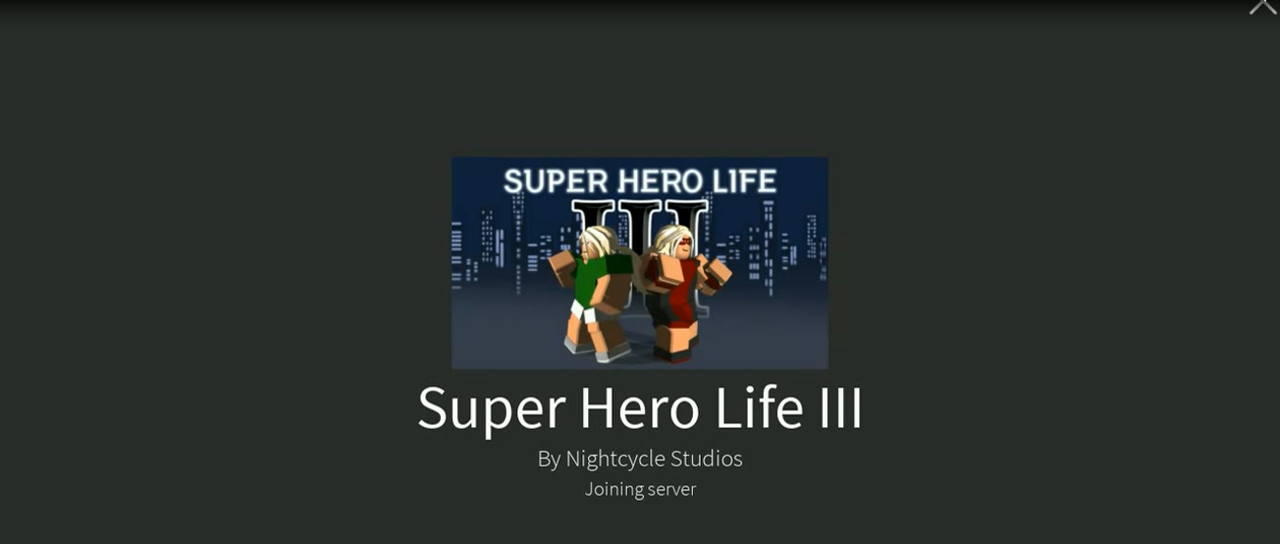 SUPER HERO LIFE
III
Super Hero Life III
By Nightcycle Studios
Joining server